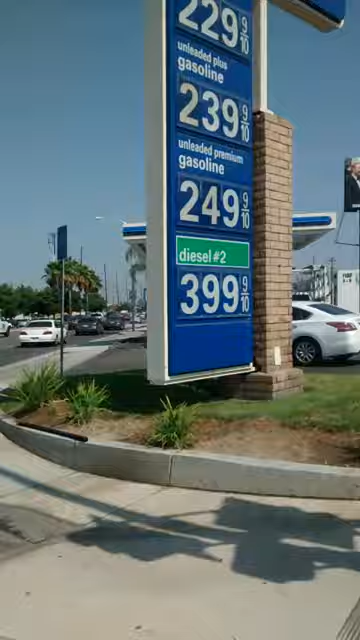 229 9/10
unleaded plus
gasoline
239 9/10
unleaded premium
gasoline
249 9/10
diesel #2
399 9/10